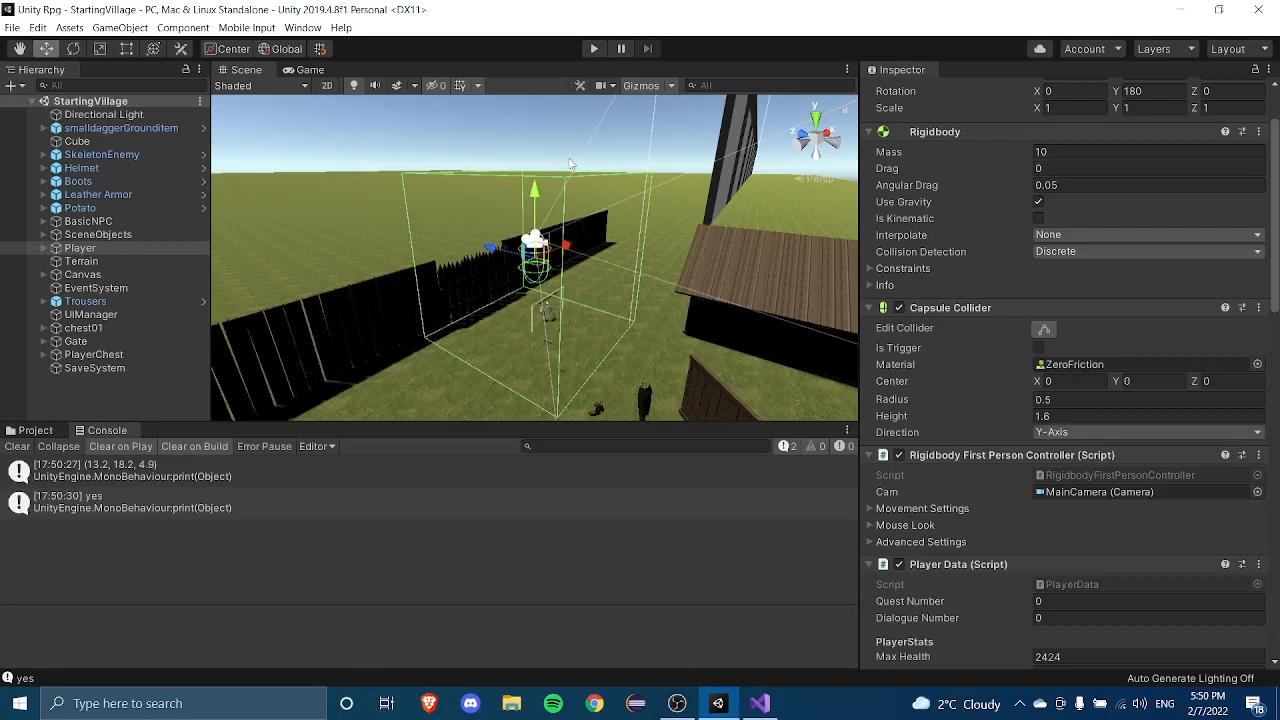 Unity Rpg - StartingVillage - PC, Mac & Linux Standalone - Unity 2019.4.8f1 Personal <DX11>
File Edit Assets GameObject Component Mobile Input Window Help
Center Global Account Layers Layout
Hierarchy Scene Game Inspector
All Shaded 2D 0 Gizmos All
StartingVillage
Directional Light
smalldaggerGrounditem
Cube
SkeletonEnemy
Helmet
Boots
Leather Armor
Potato
BasicNPC
SceneObjects
Player
Terrain
Canvas
EventSystem
Trousers
UIManager
chest01
Gate
PlayerChest
SaveSystem
y
z x
Persp
Rotation X 0 Y 180 Z 0
Scale X 1 Y 1 Z 1
Rigidbody
Mass 10
Drag 0
Angular Drag 0.05
Use Gravity
Is Kinematic
Interpolate None
Collision Detection Discrete
Constraints
Info
Capsule Collider
Edit Collider
Is Trigger
Material ZeroFriction
Center X 0 Y 0 Z 0
Radius 0.5
Height 1.6
Direction Y-Axis
Rigidbody First Person Controller (Script)
Script RigidbodyFirstPersonController
Cam MainCamera (Camera)
Movement Settings
Mouse Look
Advanced Settings
Player Data (Script)
Script PlayerData
Quest Number 0
Dialogue Number 0
PlayerStats
Max Health 2424
Project Console
Clear Collapse Clear on Play Clear on Build Error Pause Editor 2 0 0
[17:50:27] (13.2, 18.2, 4.9)
UnityEngine.MonoBehaviour:print(Object)
[17:50:30] yes
UnityEngine.MonoBehaviour:print(Object)
yes Auto Generate Lighting Off
Type here to search 2°C Cloudy ENG 5:50 PM
2/7/2022 18